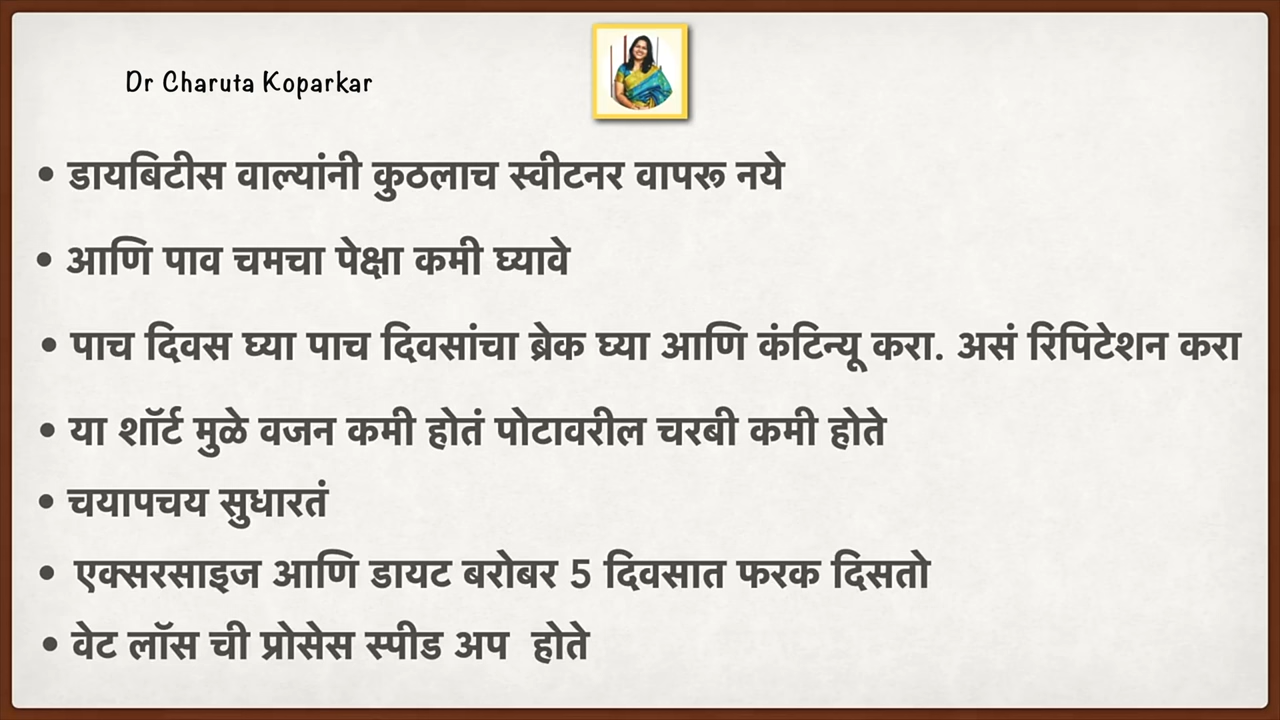 Dr Charuta Koparkar
• डायबिटीस वाल्यांनी कुठलाच स्वीटनर वापरू नये
• आणि पाव चमचा पेक्षा कमी घ्यावे
• पाच दिवस घ्या पाच दिवसांचा ब्रेक घ्या आणि कंटिन्यू करा. असं रिपिटेशन करा
• या शॉर्ट मुळे वजन कमी होतं पोटावरील चरबी कमी होते
• चयापचय सुधारतं
• एक्सरसाइज आणि डायट बरोबर 5 दिवसात फरक दिसतो
• वेट लॉस ची प्रोसेस स्पीड अप होते